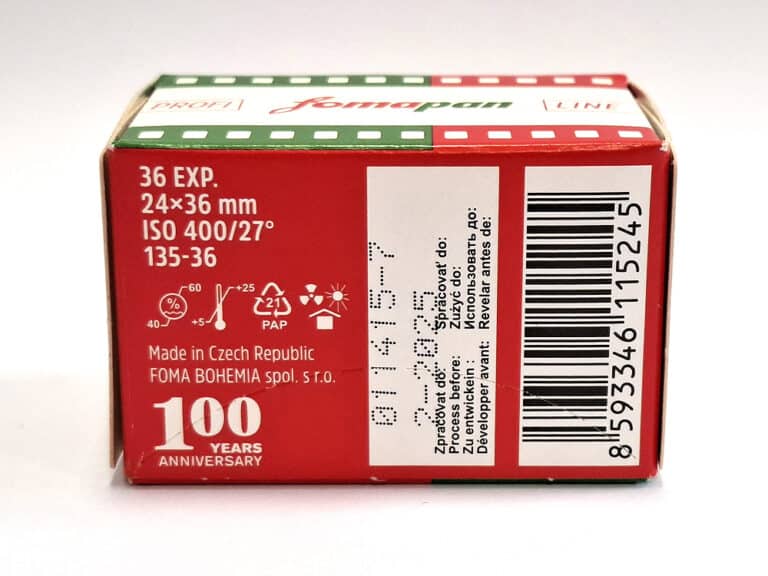 PROFI | fomapan | LINE
36 EXP.
24×36 mm
ISO 400/27°
135-36
60
40
%
+25
+5
21
PAP
Made in Czech Republic
FOMA BOHEMIA spol. s r.o.
100
YEARS
ANNIVERSARY
011415-7
2-2025
Zpracovat do: Spracovať do:
Process before: Zużyć do:
Zu entwickeln : Использовать до:
Développer avant: Revelar antes de:
8 593346 115245